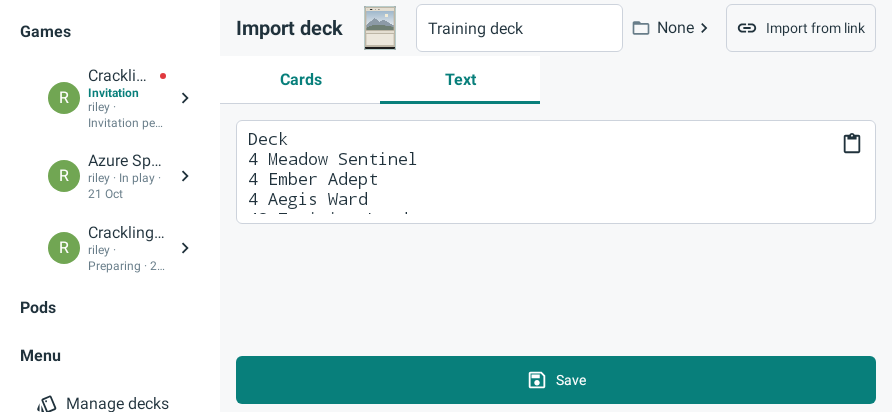 Games
R
Crackli...
Invitation
riley ·
Invitation pe...
R
Azure Sp...
riley · In play ·
21 Oct
R
Crackling...
riley ·
Preparing · 2...
Pods
Menu
Manage decks
Import deck
Training deck
None
Import from link
Cards
Text
Deck
4 Meadow Sentinel
4 Ember Adept
4 Aegis Ward
Save